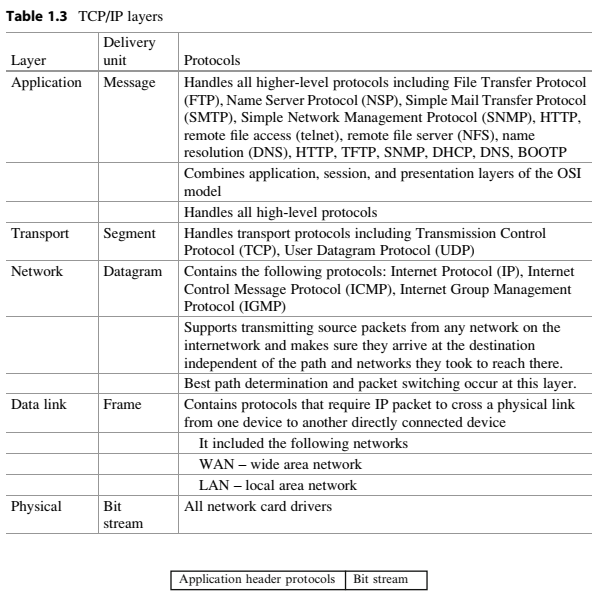 Table 1.3 TCP/IP layers
Layer Delivery unit Protocols
Application Message Handles all higher-level protocols including File Transfer Protocol
(FTP), Name Server Protocol (NSP), Simple Mail Transfer Protocol
(SMTP), Simple Network Management Protocol (SNMP), HTTP,
remote file access (telnet), remote file server (NFS), name
resolution (DNS), HTTP, TFTP, SNMP, DHCP, DNS, BOOTP
Combines application, session, and presentation layers of the OSI
model
Handles all high-level protocols
Transport Segment Handles transport protocols including Transmission Control
Protocol (TCP), User Datagram Protocol (UDP)
Network Datagram Contains the following protocols: Internet Protocol (IP), Internet
Control Message Protocol (ICMP), Internet Group Management
Protocol (IGMP)
Supports transmitting source packets from any network on the
internetwork and makes sure they arrive at the destination
independent of the path and networks they took to reach there.
Best path determination and packet switching occur at this layer.
Data link Frame Contains protocols that require IP packet to cross a physical link
from one device to another directly connected device
It included the following networks
WAN – wide area network
LAN – local area network
Physical Bit stream All network card drivers
Application header protocols Bit stream